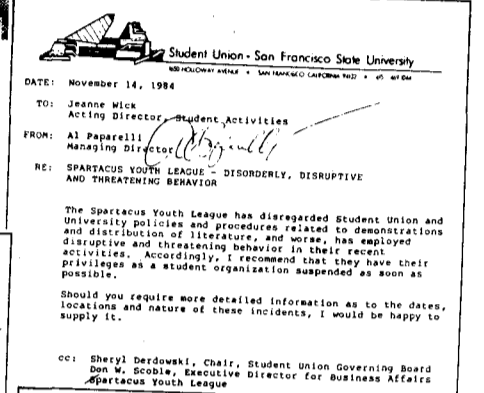 Student Union - San Francisco State University
1650 HOLLOWAY AVENUE • SAN FRANCISCO CALIFORNIA 94132 •
DATE: November 14, 1984
TO: Jeanne Wick
Acting Director, Student Activities
FROM: Al Paparelli
Managing Director
RE: SPARTACUS YOUTH LEAGUE - DISORDERLY, DISRUPTIVE
AND THREATENING BEHAVIOR
The Spartacus Youth League has disregarded Student Union and
University policies and procedures related to demonstrations
and distribution of literature, and worse, has employed
disruptive and threatening behavior in their recent
activities. Accordingly, I recommend that they have their
privileges as a student organization suspended as soon as
possible.
Should you require more detailed information as to the dates,
locations and nature of these incidents, I would be happy to
supply it.
cc: Sheryl Derdowski, Chair, Student Union Governing Board
Don W. Scoble, Executive Director for Business Affairs
Spartacus Youth League